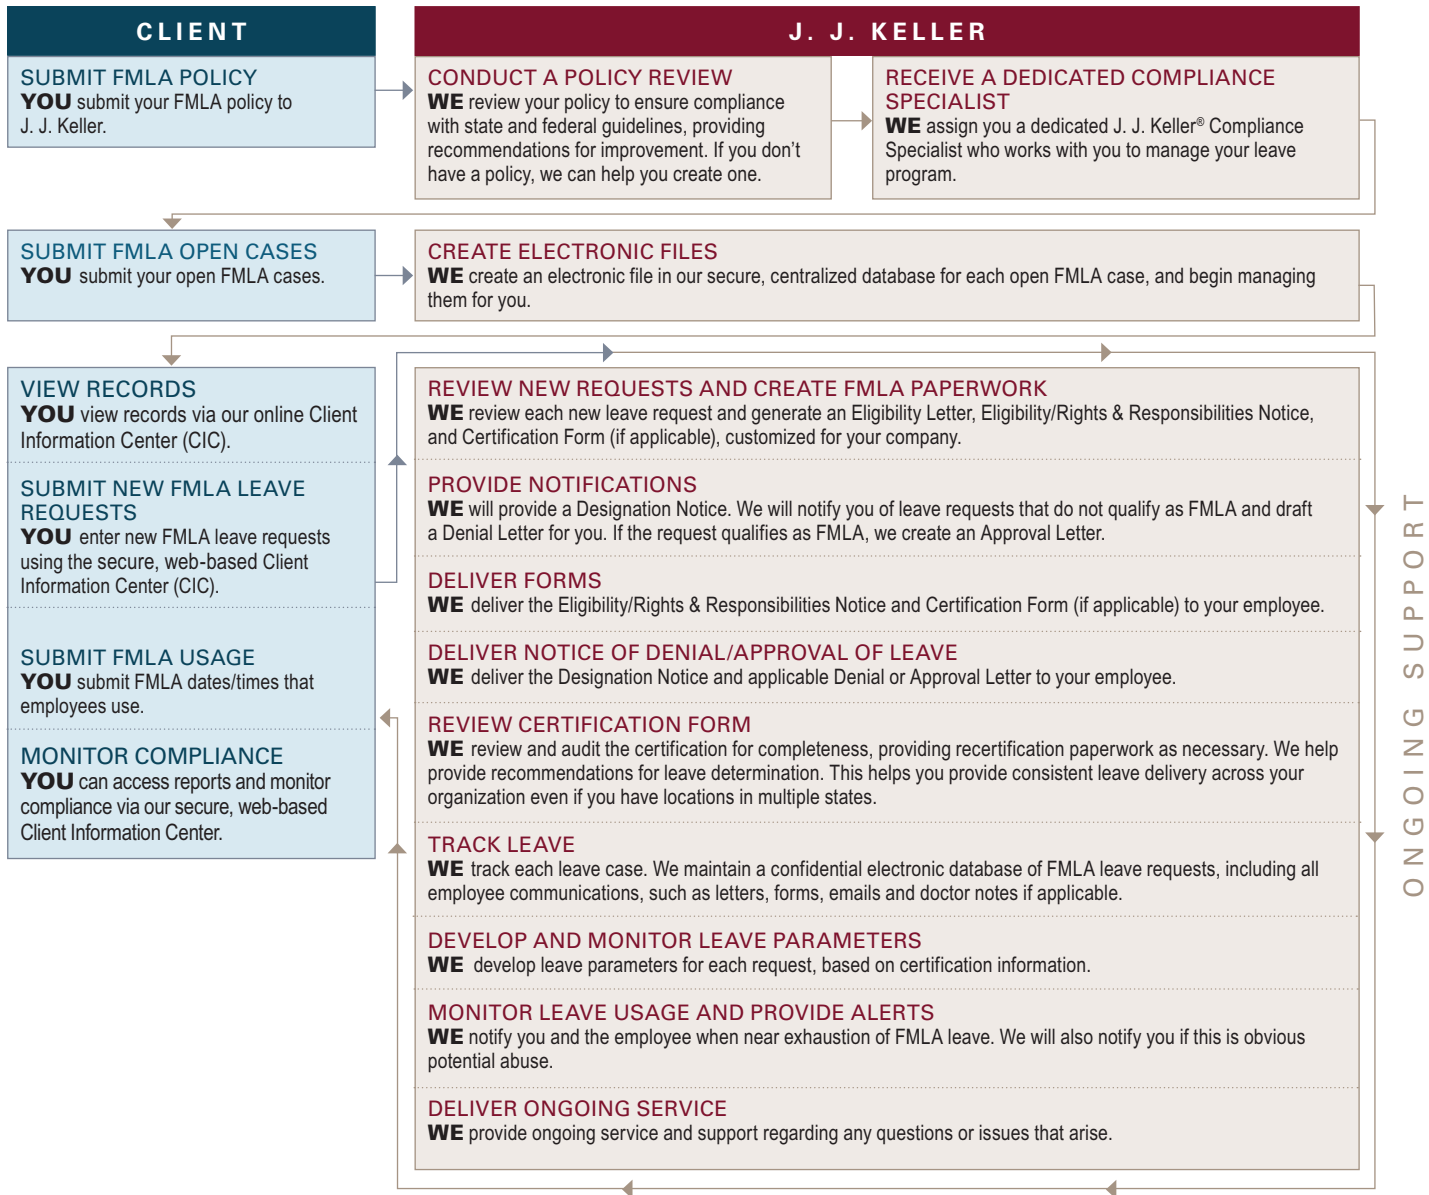 CLIENT
J. J. KELLER
SUBMIT FMLA POLICY
YOU submit your FMLA policy to
J. J. Keller.
CONDUCT A POLICY REVIEW
WE review your policy to ensure compliance
with state and federal guidelines, providing
recommendations for improvement. If you don't
have a policy, we can help you create one.
RECEIVE A DEDICATED COMPLIANCE
SPECIALIST
WE assign you a dedicated J. J. Keller® Compliance
Specialist who works with you to manage your leave
program.
SUBMIT FMLA OPEN CASES
YOU submit your open FMLA cases.
CREATE ELECTRONIC FILES
WE create an electronic file in our secure, centralized database for each open FMLA case, and begin managing
them for you.
VIEW RECORDS
YOU view records via our online Client
Information Center (CIC).
SUBMIT NEW FMLA LEAVE
REQUESTS
YOU enter new FMLA leave requests
using the secure, web-based Client
Information Center (CIC).
SUBMIT FMLA USAGE
YOU submit FMLA dates/times that
employees use.
MONITOR COMPLIANCE
YOU can access reports and monitor
compliance via our secure, web-based
Client Information Center.
REVIEW NEW REQUESTS AND CREATE FMLA PAPERWORK
WE review each new leave request and generate an Eligibility Letter, Eligibility/Rights & Responsibilities Notice,
and Certification Form (if applicable), customized for your company.
PROVIDE NOTIFICATIONS
WE will provide a Designation Notice. We will notify you of leave requests that do not qualify as FMLA and draft
a Denial Letter for you. If the request qualifies as FMLA, we create an Approval Letter.
DELIVER FORMS
WE deliver the Eligibility/Rights & Responsibilities Notice and Certification Form (if applicable) to your employee.
DELIVER NOTICE OF DENIAL/APPROVAL OF LEAVE
WE deliver the Designation Notice and applicable Denial or Approval Letter to your employee.
REVIEW CERTIFICATION FORM
WE review and audit the certification for completeness, providing recertification paperwork as necessary. We help
provide recommendations for leave determination. This helps you provide consistent leave delivery across your
organization even if you have locations in multiple states.
TRACK LEAVE
WE track each leave case. We maintain a confidential electronic database of FMLA leave requests, including all
employee communications, such as letters, forms, emails and doctor notes if applicable.
DEVELOP AND MONITOR LEAVE PARAMETERS
WE develop leave parameters for each request, based on certification information.
MONITOR LEAVE USAGE AND PROVIDE ALERTS
WE notify you and the employee when near exhaustion of FMLA leave. We will also notify you if this is obvious
potential abuse.
DELIVER ONGOING SERVICE
WE provide ongoing service and support regarding any questions or issues that arise.
ONGOING SUPPORT